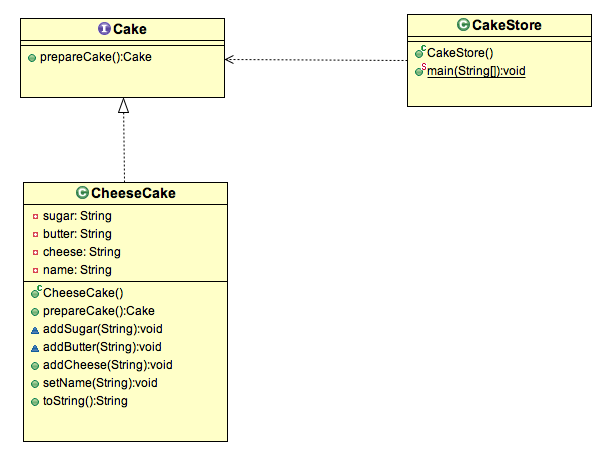 I Cake
prepareCake():Cake
C CakeStore
C CakeStore()
S main(String[]):void
C CheeseCake
sugar: String
butter: String
cheese: String
name: String
C CheeseCake()
prepareCake():Cake
addSugar(String):void
addButter(String):void
addCheese(String):void
setName(String):void
toString():String